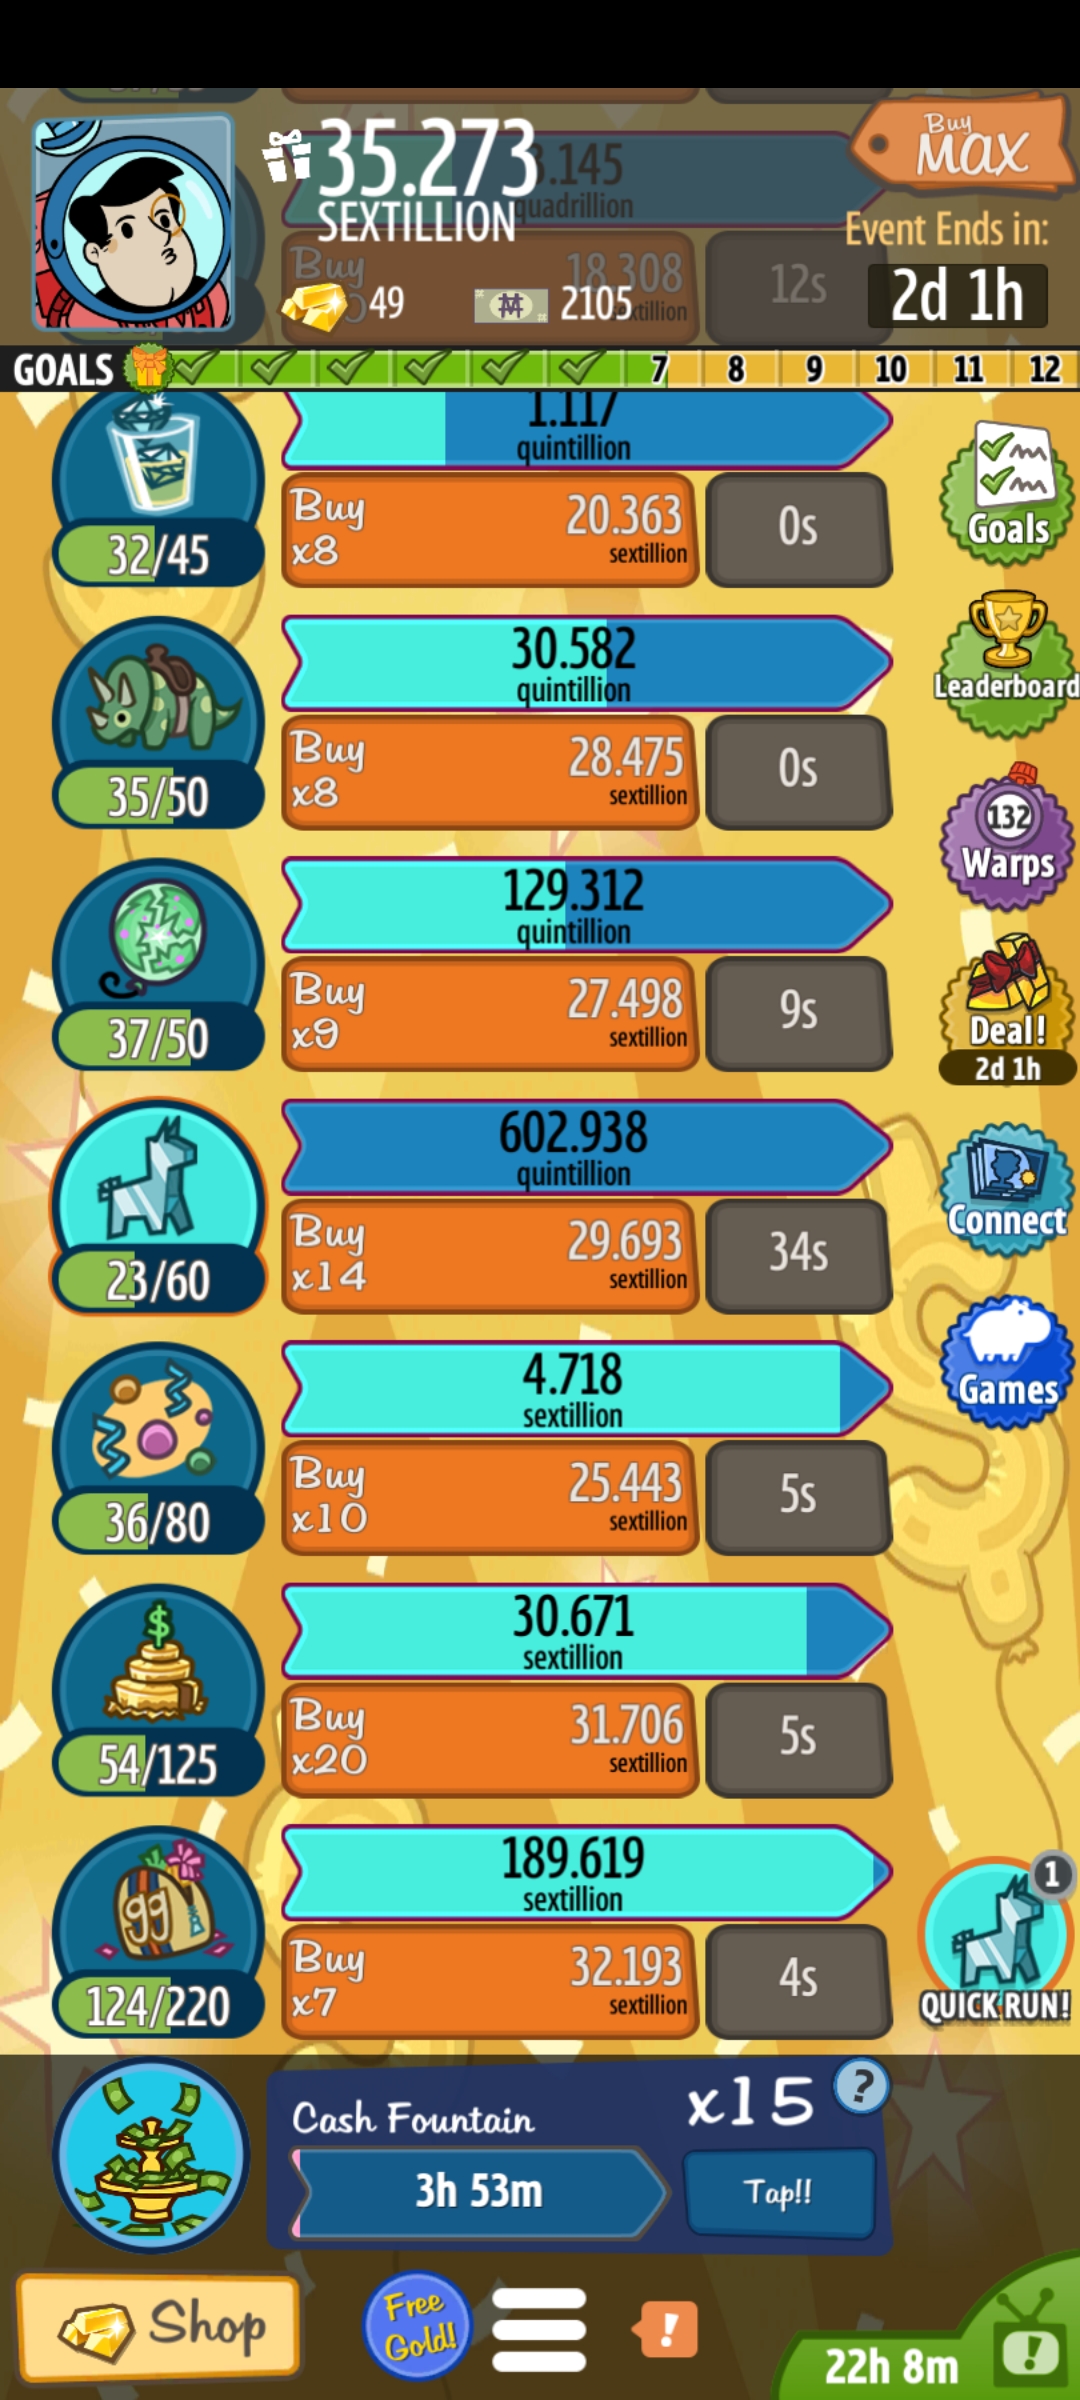 35.273
SEXTILLION
3.145
quadrillion
Buy
MAX
Event Ends in:
2d 1h
Buy
18.308
12s
49
2105
GOALS
7 8 9 10 11 12
1.117
quintillion
32/45
Buy
x8
20.363
sextillion
0s
Goals
30.582
quintillion
35/50
Buy
x8
28.475
sextillion
0s
Leaderboard
129.312
quintillion
37/50
Buy
x9
27.498
sextillion
9s
132
Warps
Deal!
2d 1h
602.938
quintillion
23/60
Buy
x14
29.693
sextillion
34s
Connect
4.718
sextillion
36/80
Buy
x10
25.443
sextillion
5s
Games
$
30.671
sextillion
54/125
Buy
x20
31.706
sextillion
5s
99
189.619
sextillion
124/220
Buy
x7
32.193
sextillion
4s
1
QUICK RUN!
Cash Fountain
x15
?
3h 53m
Tap!!
Shop
Free
Gold!
!
22h 8m
!